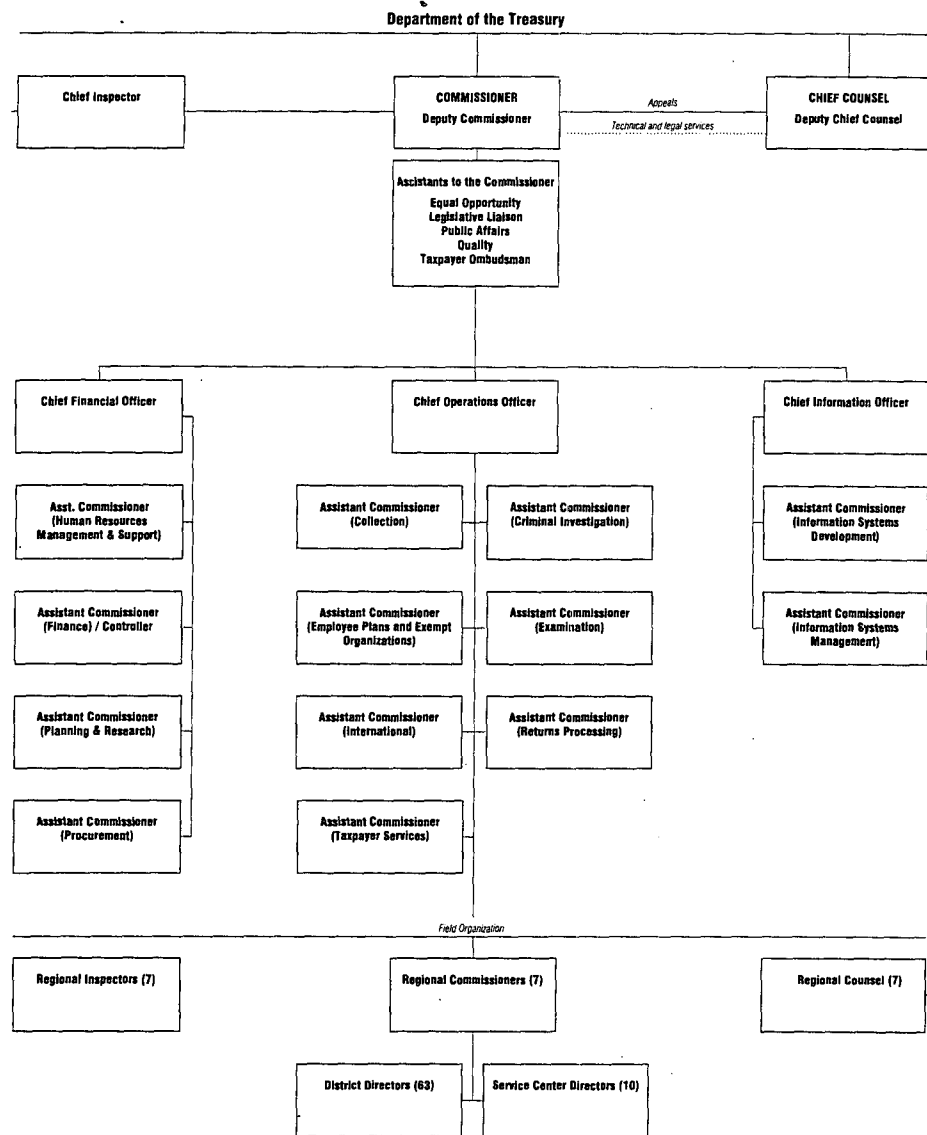 Department of the Treasury
Chief Inspector
COMMISSIONER
Deputy Commissioner
Appeals
Technical and legal services
CHIEF COUNSEL
Deputy Chief Counsel
Assistants to the Commissioner
Equal Opportunity
Legislative Liaison
Public Affairs
Quality
Taxpayer Ombudsman
Chief Financial Officer
Chief Operations Officer
Chief Information Officer
Asst. Commissioner
(Human Resources
Management & Support)
Assistant Commissioner
(Collection)
Assistant Commissioner
(Criminal Investigation)
Assistant Commissioner
(Information Systems
Development)
Assistant Commissioner
(Finance) / Controller
Assistant Commissioner
(Employee Plans and Exempt
Organizations)
Assistant Commissioner
(Examination)
Assistant Commissioner
(Information Systems
Management)
Assistant Commissioner
(Planning & Research)
Assistant Commissioner
(International)
Assistant Commissioner
(Returns Processing)
Assistant Commissioner
(Procurement)
Assistant Commissioner
(Taxpayer Services)
Field Organization
Regional Inspectors (7)
Regional Commissioners (7)
Regional Counsel (7)
District Directors (63)
Service Center Directors (10)